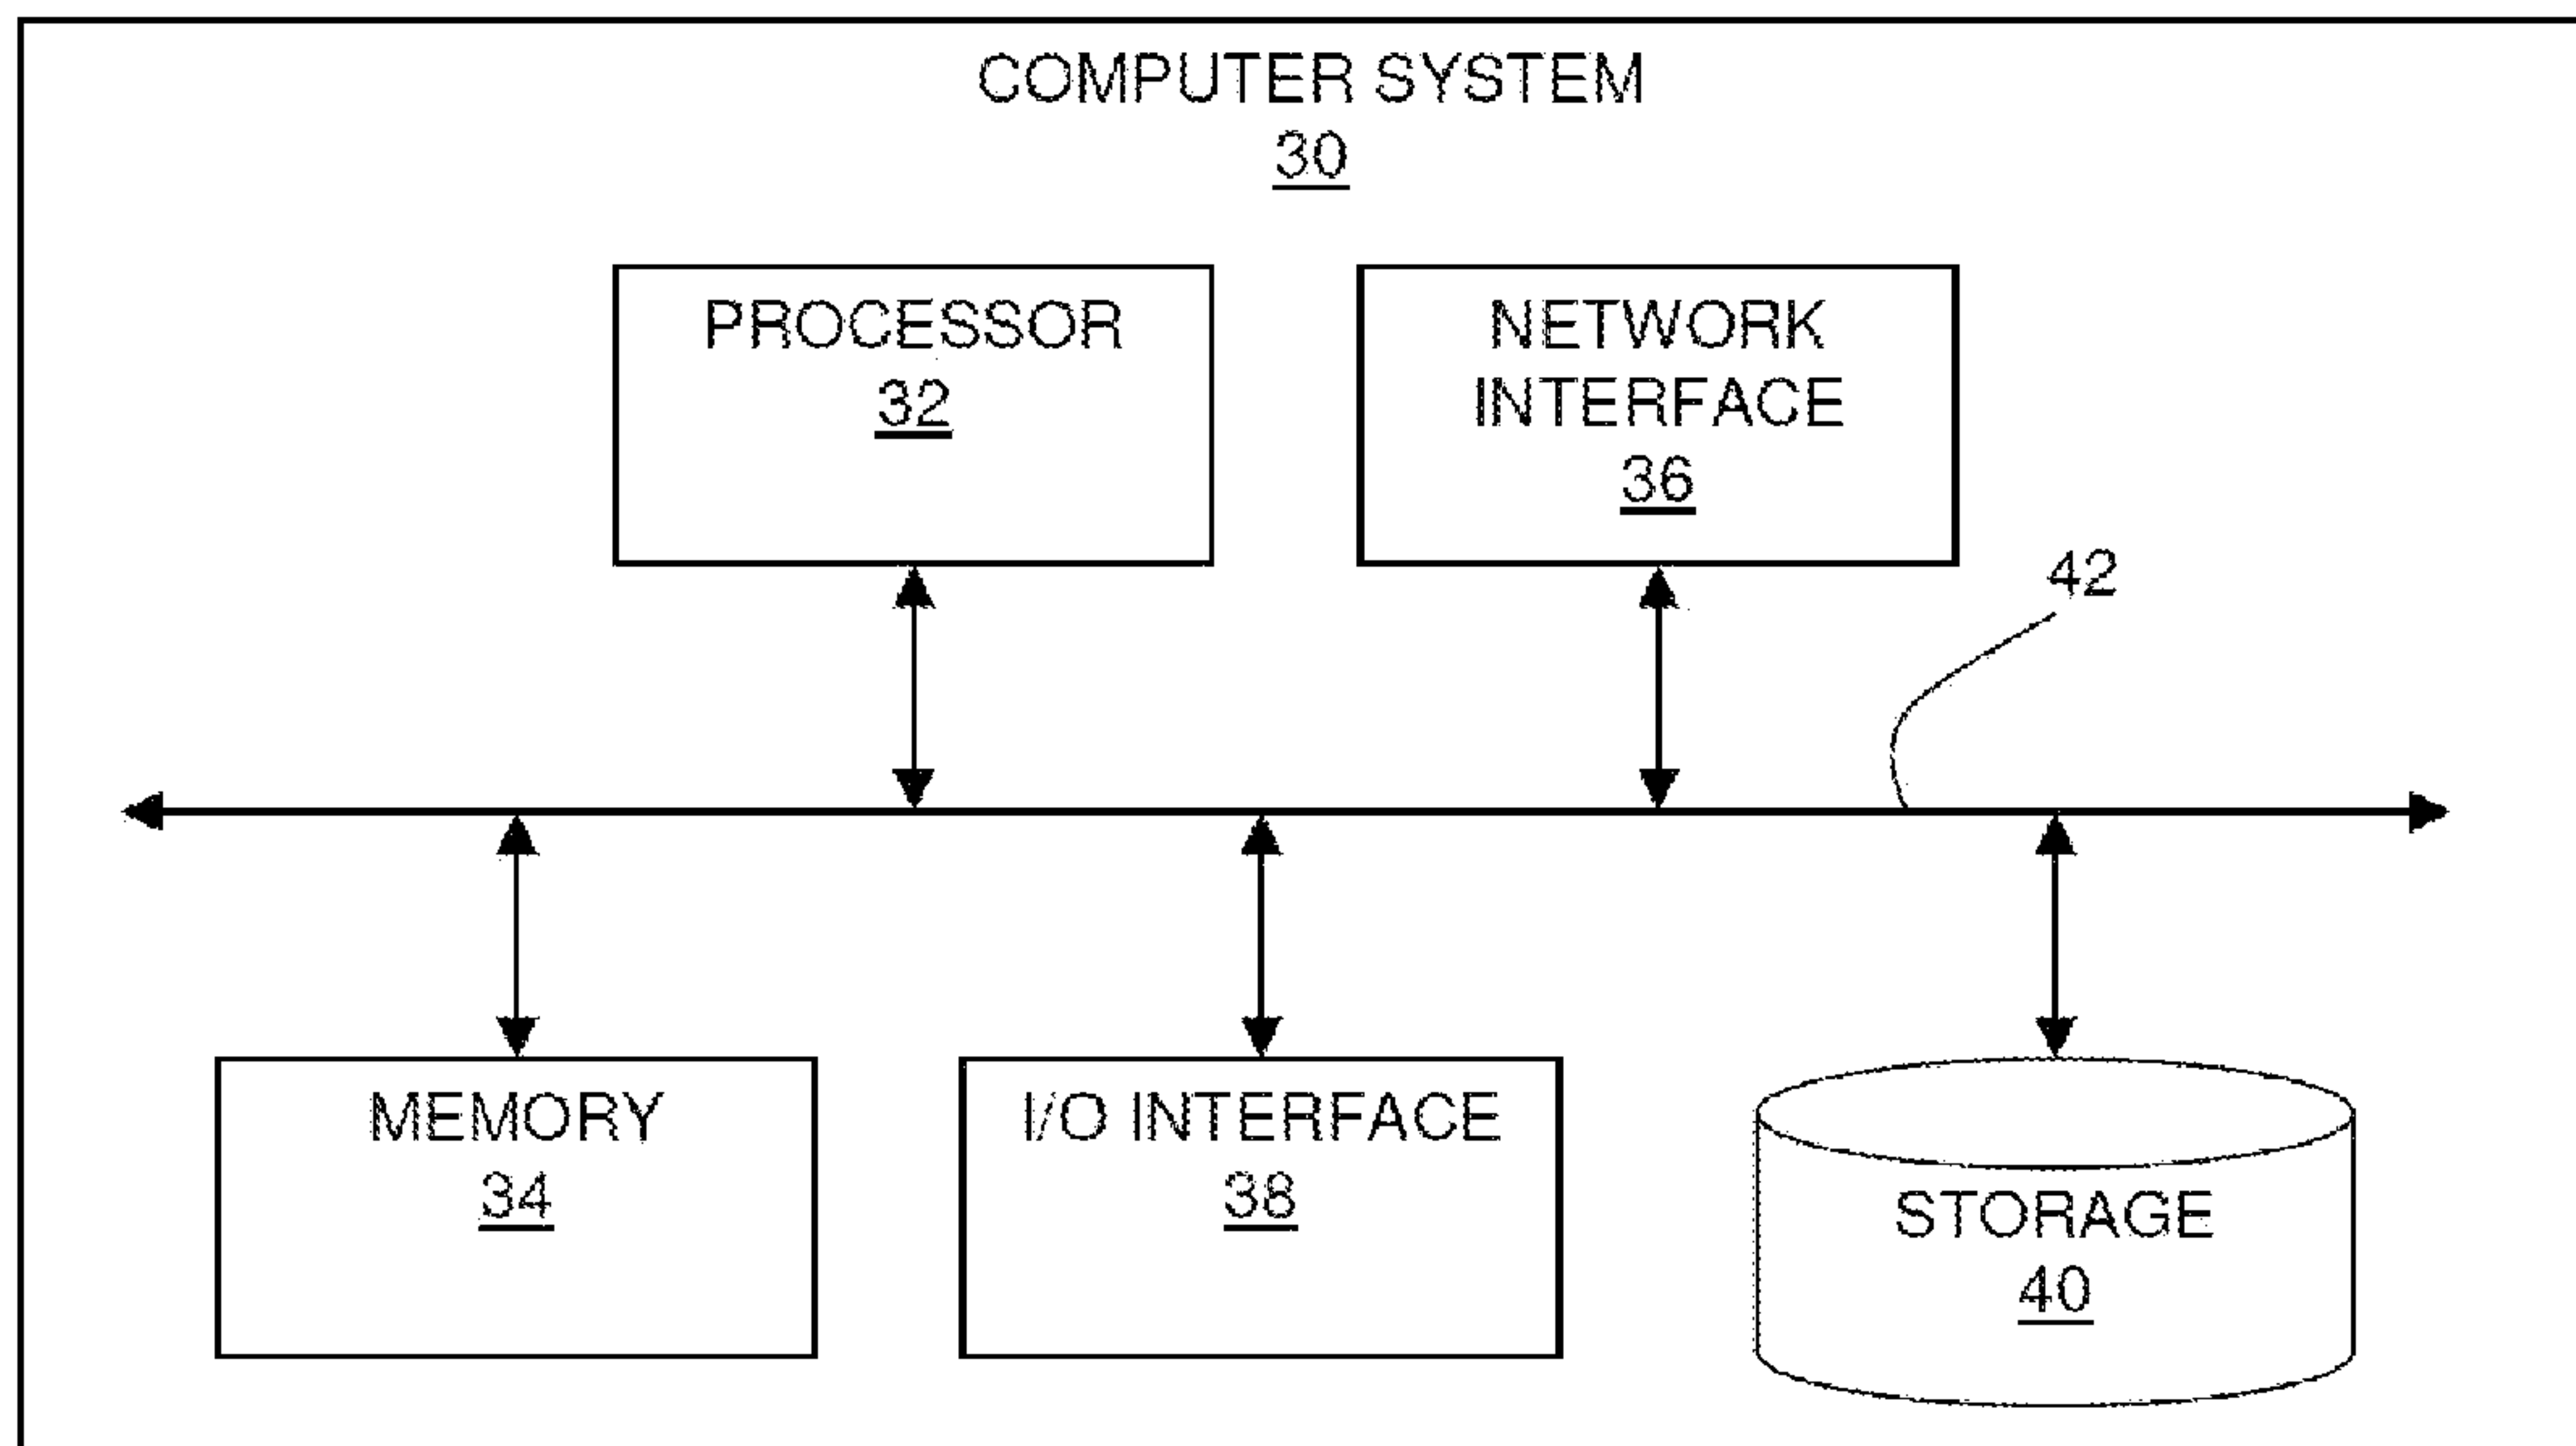 COMPUTER SYSTEM
30
PROCESSOR
32
NETWORK
INTERFACE
36
42
MEMORY
34
I/O INTERFACE
38
STORAGE
40